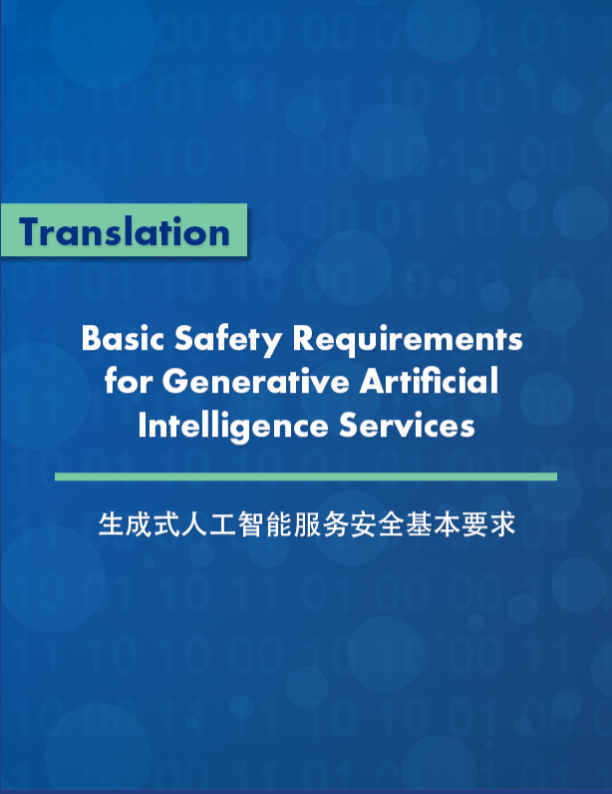 Translation
Basic Safety Requirements
for Generative Artificial
Intelligence Services
生成式人工智能服务安全基本要求